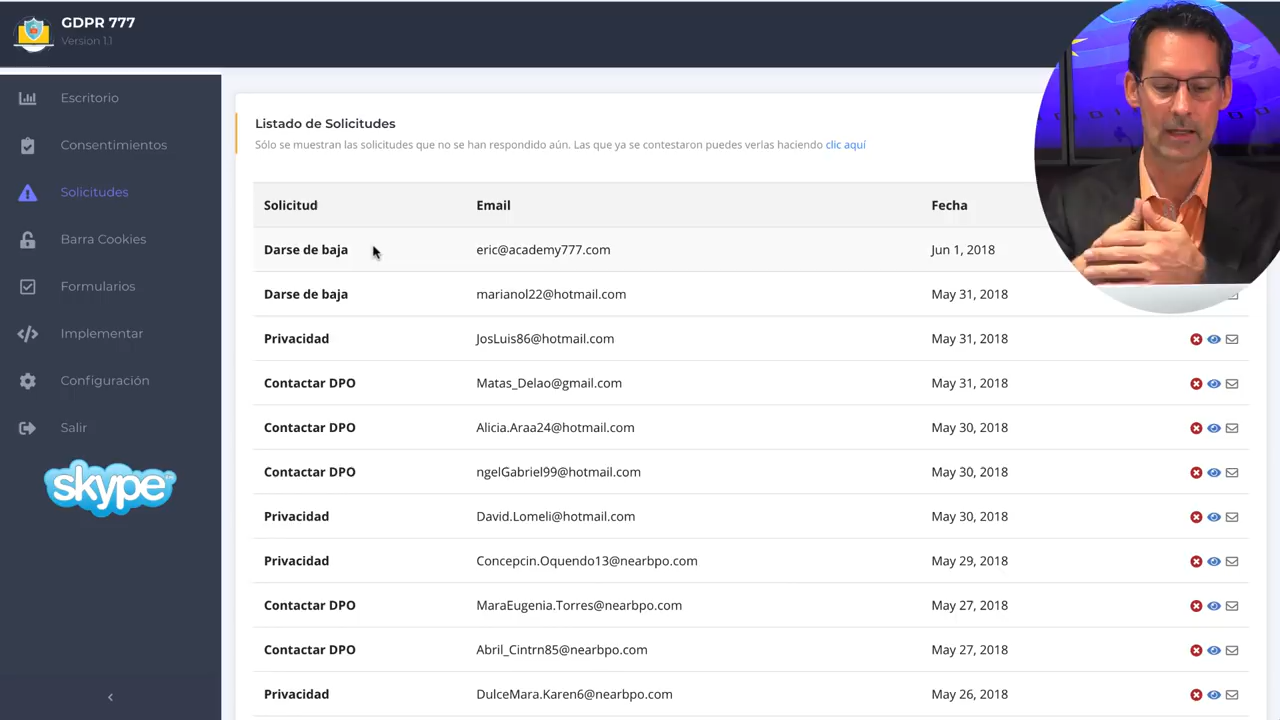 GDPR 777
Version 1.1
Escritorio
Consentimientos
Solicitudes
Barra Cookies
Formularios
Implementar
Configuración
Salir
skype
Listado de Solicitudes
Sólo se muestran las solicitudes que no se han respondido aún. Las que ya se contestaron puedes verlas haciendo clic aquí
Solicitud Email Fecha
Darse de baja eric@academy777.com Jun 1, 2018
Darse de baja marianol22@hotmail.com May 31, 2018
Privacidad JosLuis86@hotmail.com May 31, 2018
Contactar DPO Matas_Delao@gmail.com May 31, 2018
Contactar DPO Alicia.Araa24@hotmail.com May 30, 2018
Contactar DPO ngelGabriel99@hotmail.com May 30, 2018
Privacidad David.Lomeli@hotmail.com May 30, 2018
Privacidad Concepcin.Oquendo13@nearbpo.com May 29, 2018
Contactar DPO MaraEugenia.Torres@nearbpo.com May 27, 2018
Contactar DPO Abril_Cintrn85@nearbpo.com May 27, 2018
Privacidad DulceMara.Karen6@nearbpo.com May 26, 2018